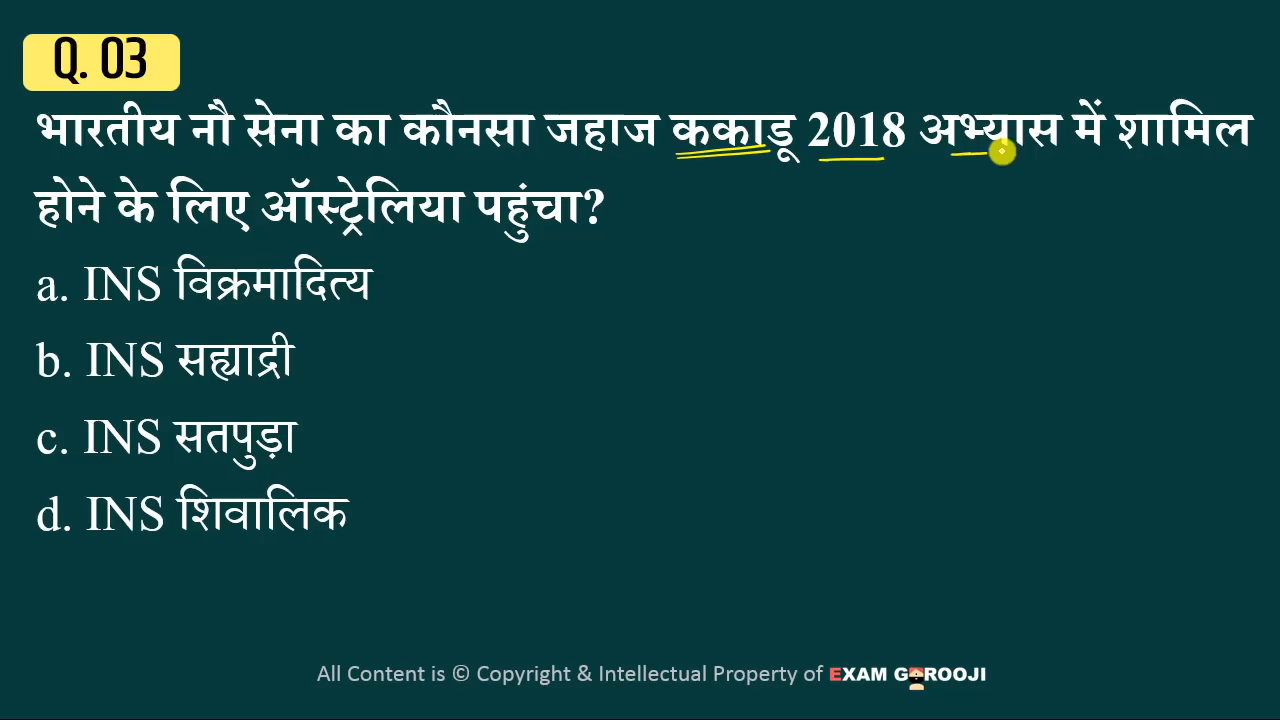 Q. 03
भारतीय नौ सेना का कौनसा जहाज ककाडू 2018 अभ्यास में शामिल
होने के लिए ऑस्ट्रेलिया पहुंचा?
a. INS विक्रमादित्य
b. INS सह्याद्री
c. INS सतपुड़ा
d. INS शिवालिक
All Content is © Copyright & Intellectual Property of EXAM GUROOJI